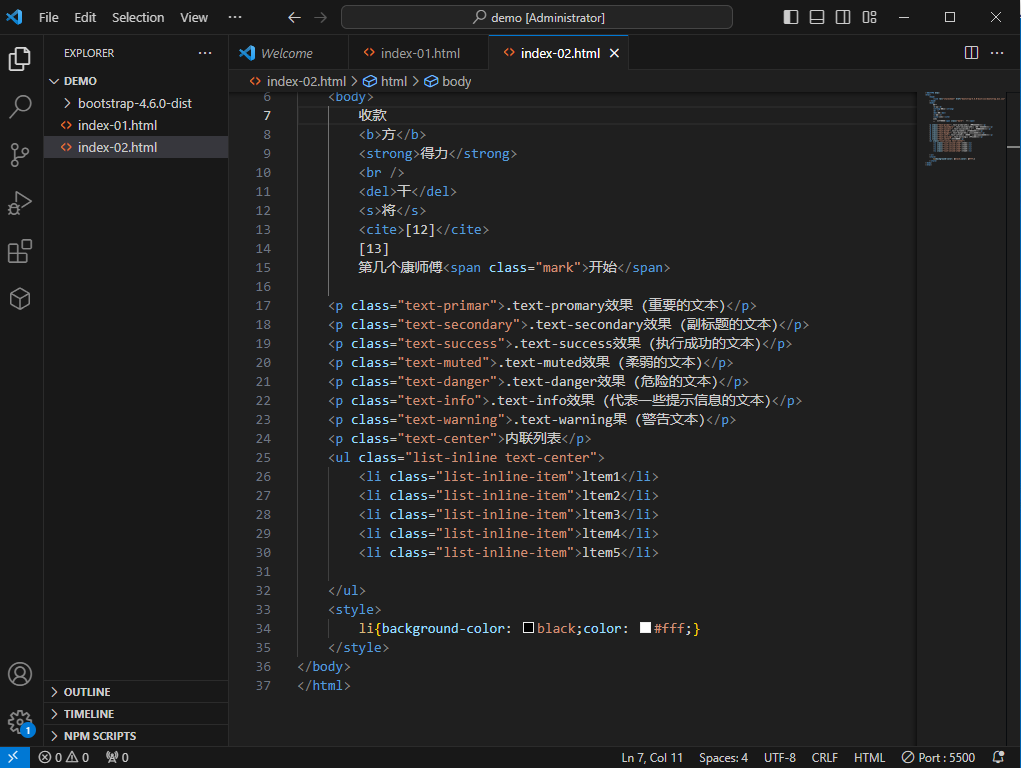 File Edit Selection View ··· demo [Administrator]
EXPLORER ···
DEMO
bootstrap-4.6.0-dist
index-01.html
index-02.html
OUTLINE
TIMELINE
NPM SCRIPTS
Welcome index-01.html index-02.html
index-02.html > html > body
6 <body>
7 收款
8 <b>方</b>
9 <strong>得力</strong>
10 <br />
11 <del>干</del>
12 <s>将</s>
13 <cite>[12]</cite>
14 [13]
15 第几个康师傅<span class="mark">开始</span>
16
17 <p class="text-primar">.text-promary效果 (重要的文本)</p>
18 <p class="text-secondary">.text-secondary效果 (副标题的文本)</p>
19 <p class="text-success">.text-success效果 (执行成功的文本)</p>
20 <p class="text-muted">.text-muted效果 (柔弱的文本)</p>
21 <p class="text-danger">.text-danger效果 (危险的文本)</p>
22 <p class="text-info">.text-info效果 (代表一些提示信息的文本)</p>
23 <p class="text-warning">.text-warning果 (警告文本)</p>
24 <p class="text-center">内联列表</p>
25 <ul class="list-inline text-center">
26 <li class="list-inline-item">ltem1</li>
27 <li class="list-inline-item">ltem2</li>
28 <li class="list-inline-item">ltem3</li>
29 <li class="list-inline-item">ltem4</li>
30 <li class="list-inline-item">ltem5</li>
31
32 </ul>
33 <style>
34 li{background-color: black;color: #fff;}
35 </style>
36 </body>
37 </html>
1
0 0 0 Ln 7, Col 11 Spaces: 4 UTF-8 CRLF HTML Port : 5500